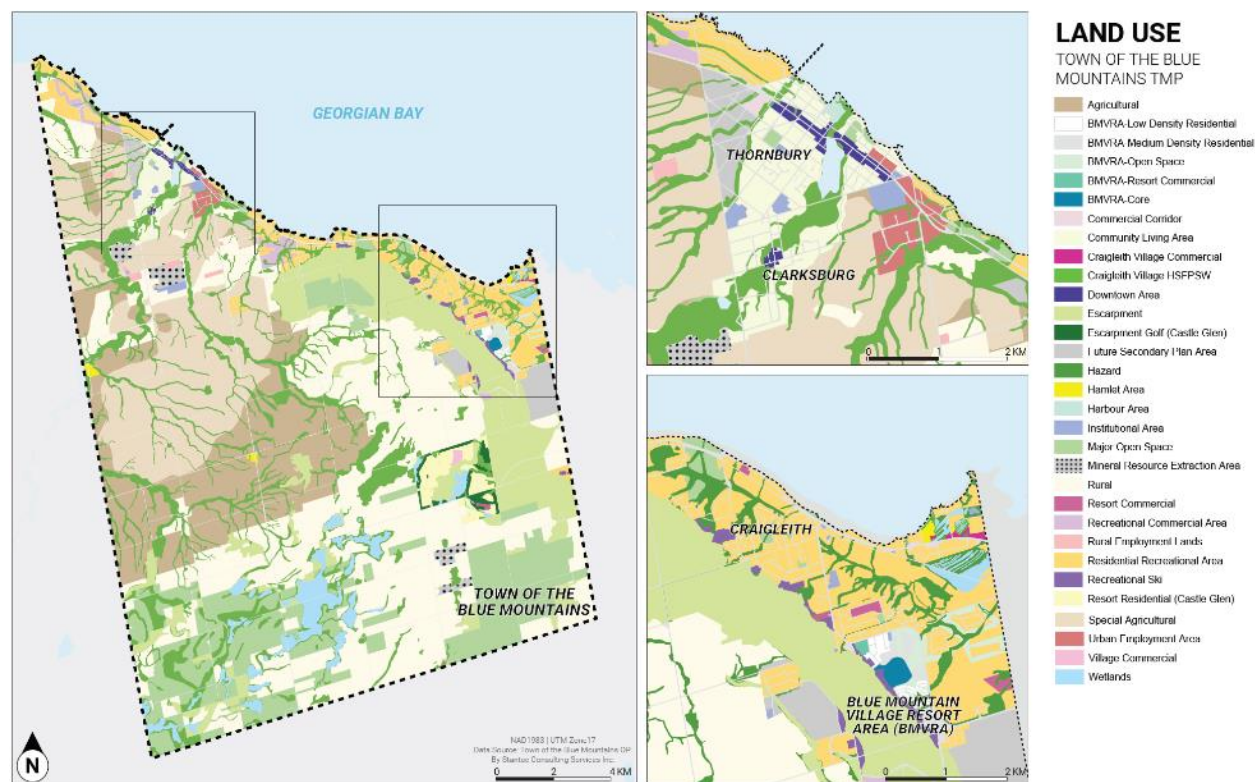 GEORGIAN BAY
TOWN OF THE
BLUE MOUNTAINS
NAD1983 | UTM Zone17
Data Source: Town of the Blue Mountains OP
By Stantec Consulting Services Inc.
0 2 4 KM
N
THORNBURY
CLARKSBURG
0 1 2 KM
CRAIGLEITH
BLUE MOUNTAIN
VILLAGE RESORT
AREA (BMVRA)
0 2 KM
LAND USE
TOWN OF THE BLUE
MOUNTAINS TMP
Agricultural
BMVRA-Low Density Residential
BMVRA Medium Density Residential
BMVRA-Open Space
BMVRA-Resort Commercial
BMVRA-Core
Commercial Corridor
Community Living Area
Craigleith Village Commercial
Craigleith Village HSFPSW
Downtown Area
Escarpment
Escarpment Golf (Castle Glen)
Future Secondary Plan Area
Hazard
Hamlet Area
Harbour Area
Institutional Area
Major Open Space
Mineral Resource Extraction Area
Rural
Resort Commercial
Recreational Commercial Area
Rural Employment Lands
Residential Recreational Area
Recreational Ski
Resort Residential (Castle Glen)
Special Agricultural
Urban Employment Area
Village Commercial
Wetlands